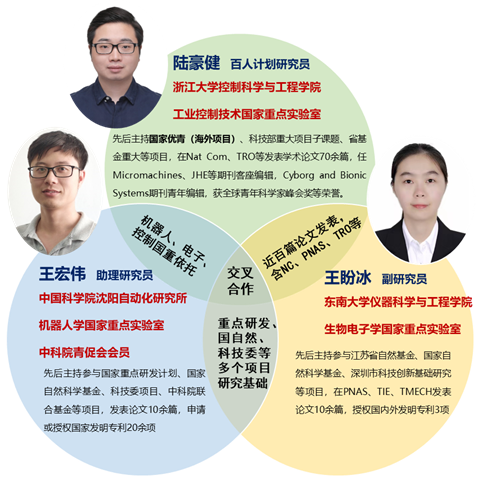 陆豪健 百人计划研究员
浙江大学控制科学与工程学院
工业控制技术国家重点实验室
先后主持国家优青（海外项目）、科技部重大项目子课题、省基
金重大等项目，在Nat Com、TRO等发表学术论文70余篇，任
Micromachines、JHE等期刊客座编辑，Cyborg and Bionic
Systems期刊青年编辑，获全球青年科学家峰会奖等荣誉。
机器人、电子、
控制国重依托
近百篇论文发表，
含NC、PNAS、TRO等
交叉
合作
重点研发、
国自然、
科技委等
多个项目
研究基础
王宏伟 助理研究员
中国科学院沈阳自动化研究所
机器人学国家重点实验室
中科院青促会会员
先后主持参与国家重点研发计划、国家
自然科学基金、科技委项目、中科院联
合基金等项目，发表论文10余篇，申请
或授权国家发明专利20余项
王盼冰 副研究员
东南大学仪器科学与工程学院
生物电子学国家重点实验室
先后主持参与江苏省自然基金、国家自
然科学基金、深圳市科技创新基础研究
等项目，在PNAS、TIE、TMECH发表
论文10余篇，授权国内外发明专利3项